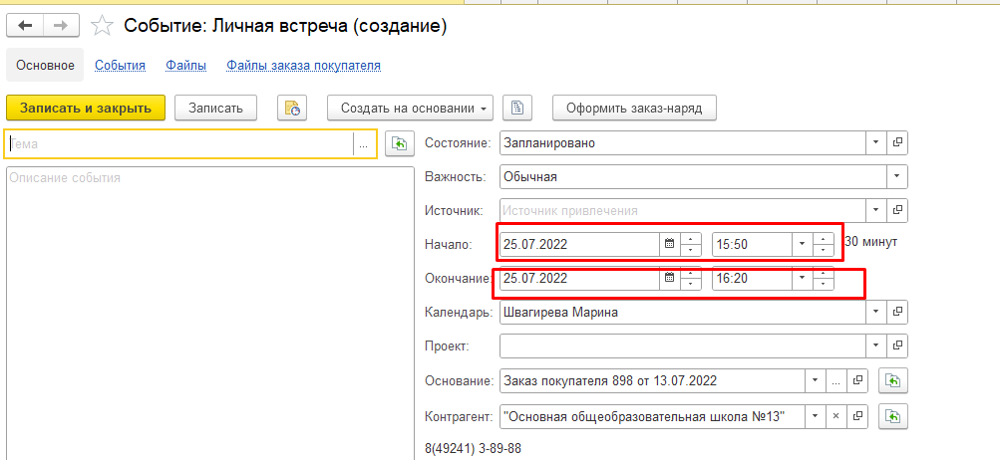 Событие: Личная встреча (создание)
Основное События Файлы Файлы заказа покупателя
Записать и закрыть Записать Создать на основании Оформить заказ-наряд
Тема ...
Описание события
Состояние: Запланировано
Важность: Обычная
Источник: Источник привлечения
Начало: 25.07.2022 15:50 30 минут
Окончание: 25.07.2022 16:20
Календарь: Швагирева Марина
Проект:
Основание: Заказ покупателя 898 от 13.07.2022 ...
Контрагент: "Основная общеобразовательная школа №13"
8(49241) 3-89-88